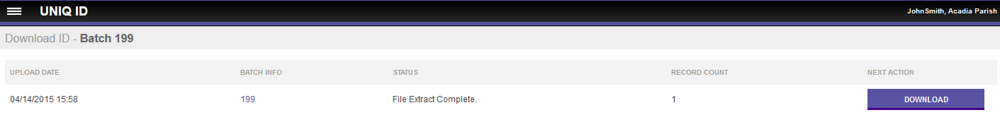 UNIQ ID
JohnSmith, Acadia Parish
Download ID - Batch 199
UPLOAD DATE BATCH INFO STATUS RECORD COUNT NEXT ACTION
04/14/2015 15:58 199 File Extract Complete. 1 DOWNLOAD